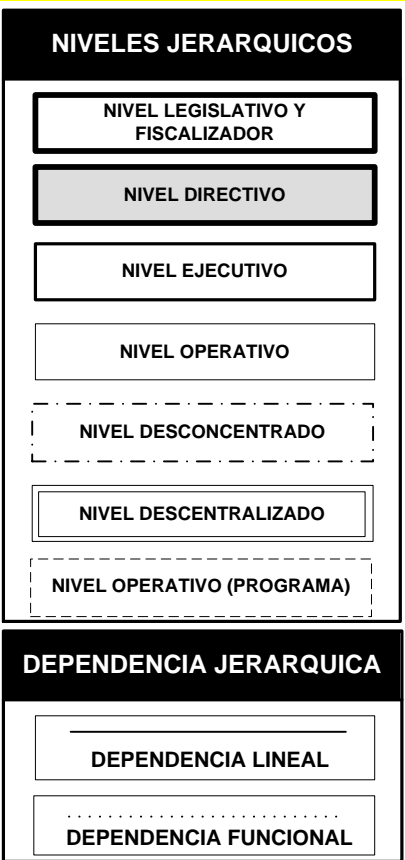 NIVELES JERARQUICOS
NIVEL LEGISLATIVO Y
FISCALIZADOR
NIVEL DIRECTIVO
NIVEL EJECUTIVO
NIVEL OPERATIVO
NIVEL DESCONCENTRADO
NIVEL DESCENTRALIZADO
NIVEL OPERATIVO (PROGRAMA)
DEPENDENCIA JERARQUICA
DEPENDENCIA LINEAL
DEPENDENCIA FUNCIONAL